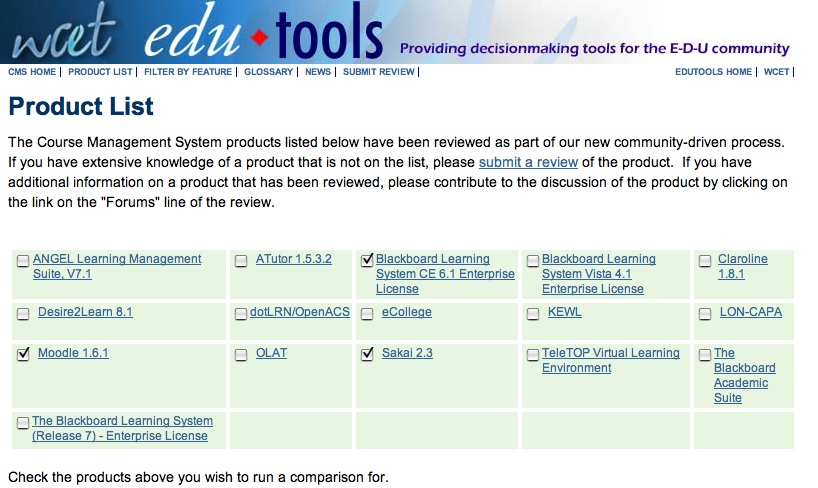 wcet edu tools Providing decisionmaking tools for the E-D-U community
CMS HOME | PRODUCT LIST | FILTER BY FEATURE | GLOSSARY | NEWS | SUBMIT REVIEW | EDUTOOLS HOME | WCET |
Product List
The Course Management System products listed below have been reviewed as part of our new community-driven process.
If you have extensive knowledge of a product that is not on the list, please submit a review of the product. If you have
additional information on a product that has been reviewed, please contribute to the discussion of the product by clicking on
the link on the "Forums" line of the review.
ANGEL Learning Management
Suite, V7.1
ATutor 1.5.3.2
Blackboard Learning
System CE 6.1 Enterprise
License
Blackboard Learning
System Vista 4.1
Enterprise License
Claroline
1.8.1
Desire2Learn 8.1
dotLRN/OpenACS
eCollege
KEWL
LON-CAPA
Moodle 1.6.1
OLAT
Sakai 2.3
TeleTOP Virtual Learning
Environment
The
Blackboard
Academic
Suite
The Blackboard Learning System
(Release 7) - Enterprise License
Check the products above you wish to run a comparison for.